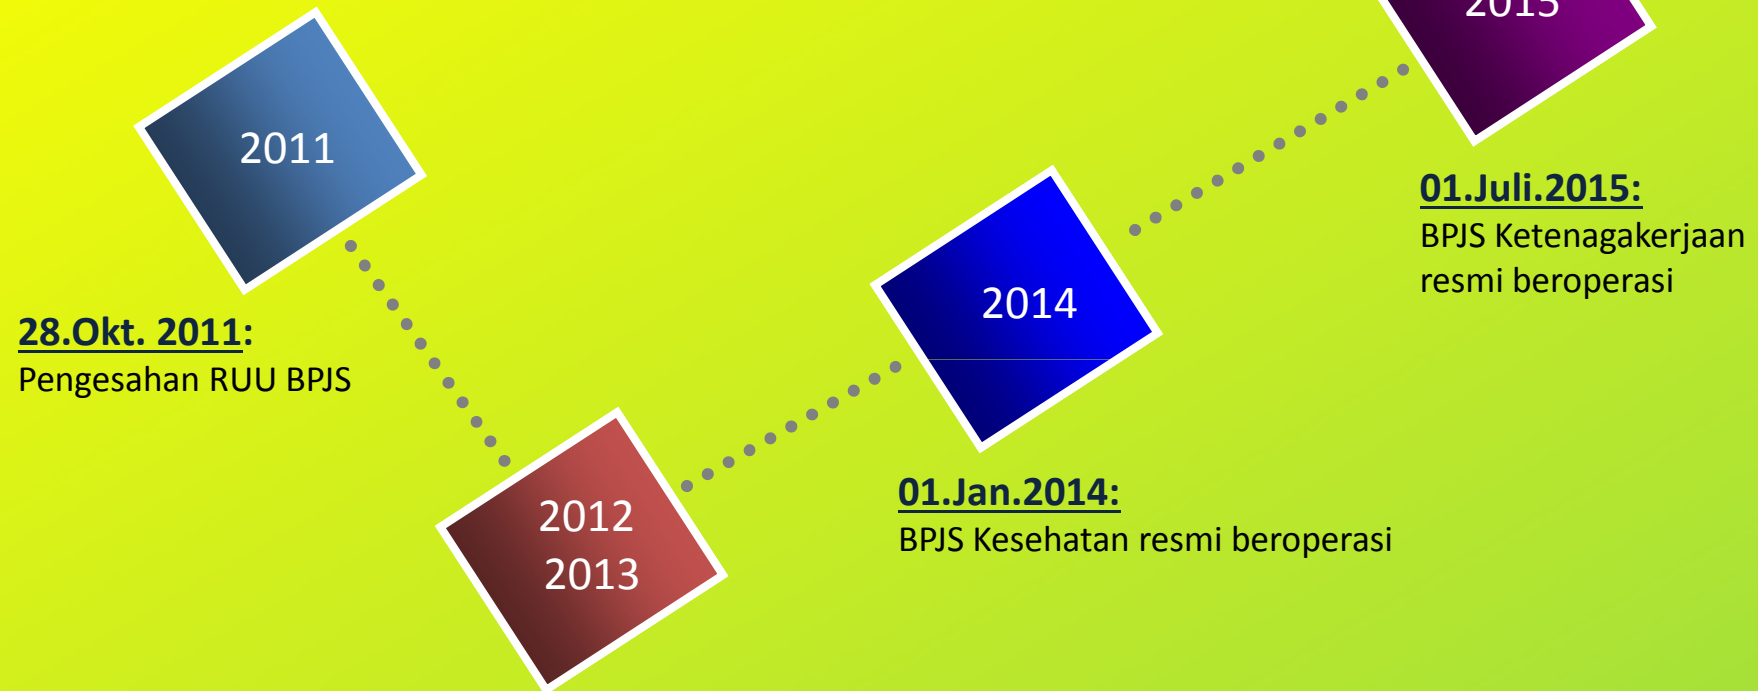 2011
28.Okt. 2011:
Pengesahan RUU BPJS
2012
2013
2014
01.Jan.2014:
BPJS Kesehatan resmi beroperasi
2015
01.Juli.2015:
BPJS Ketenagakerjaan
resmi beroperasi